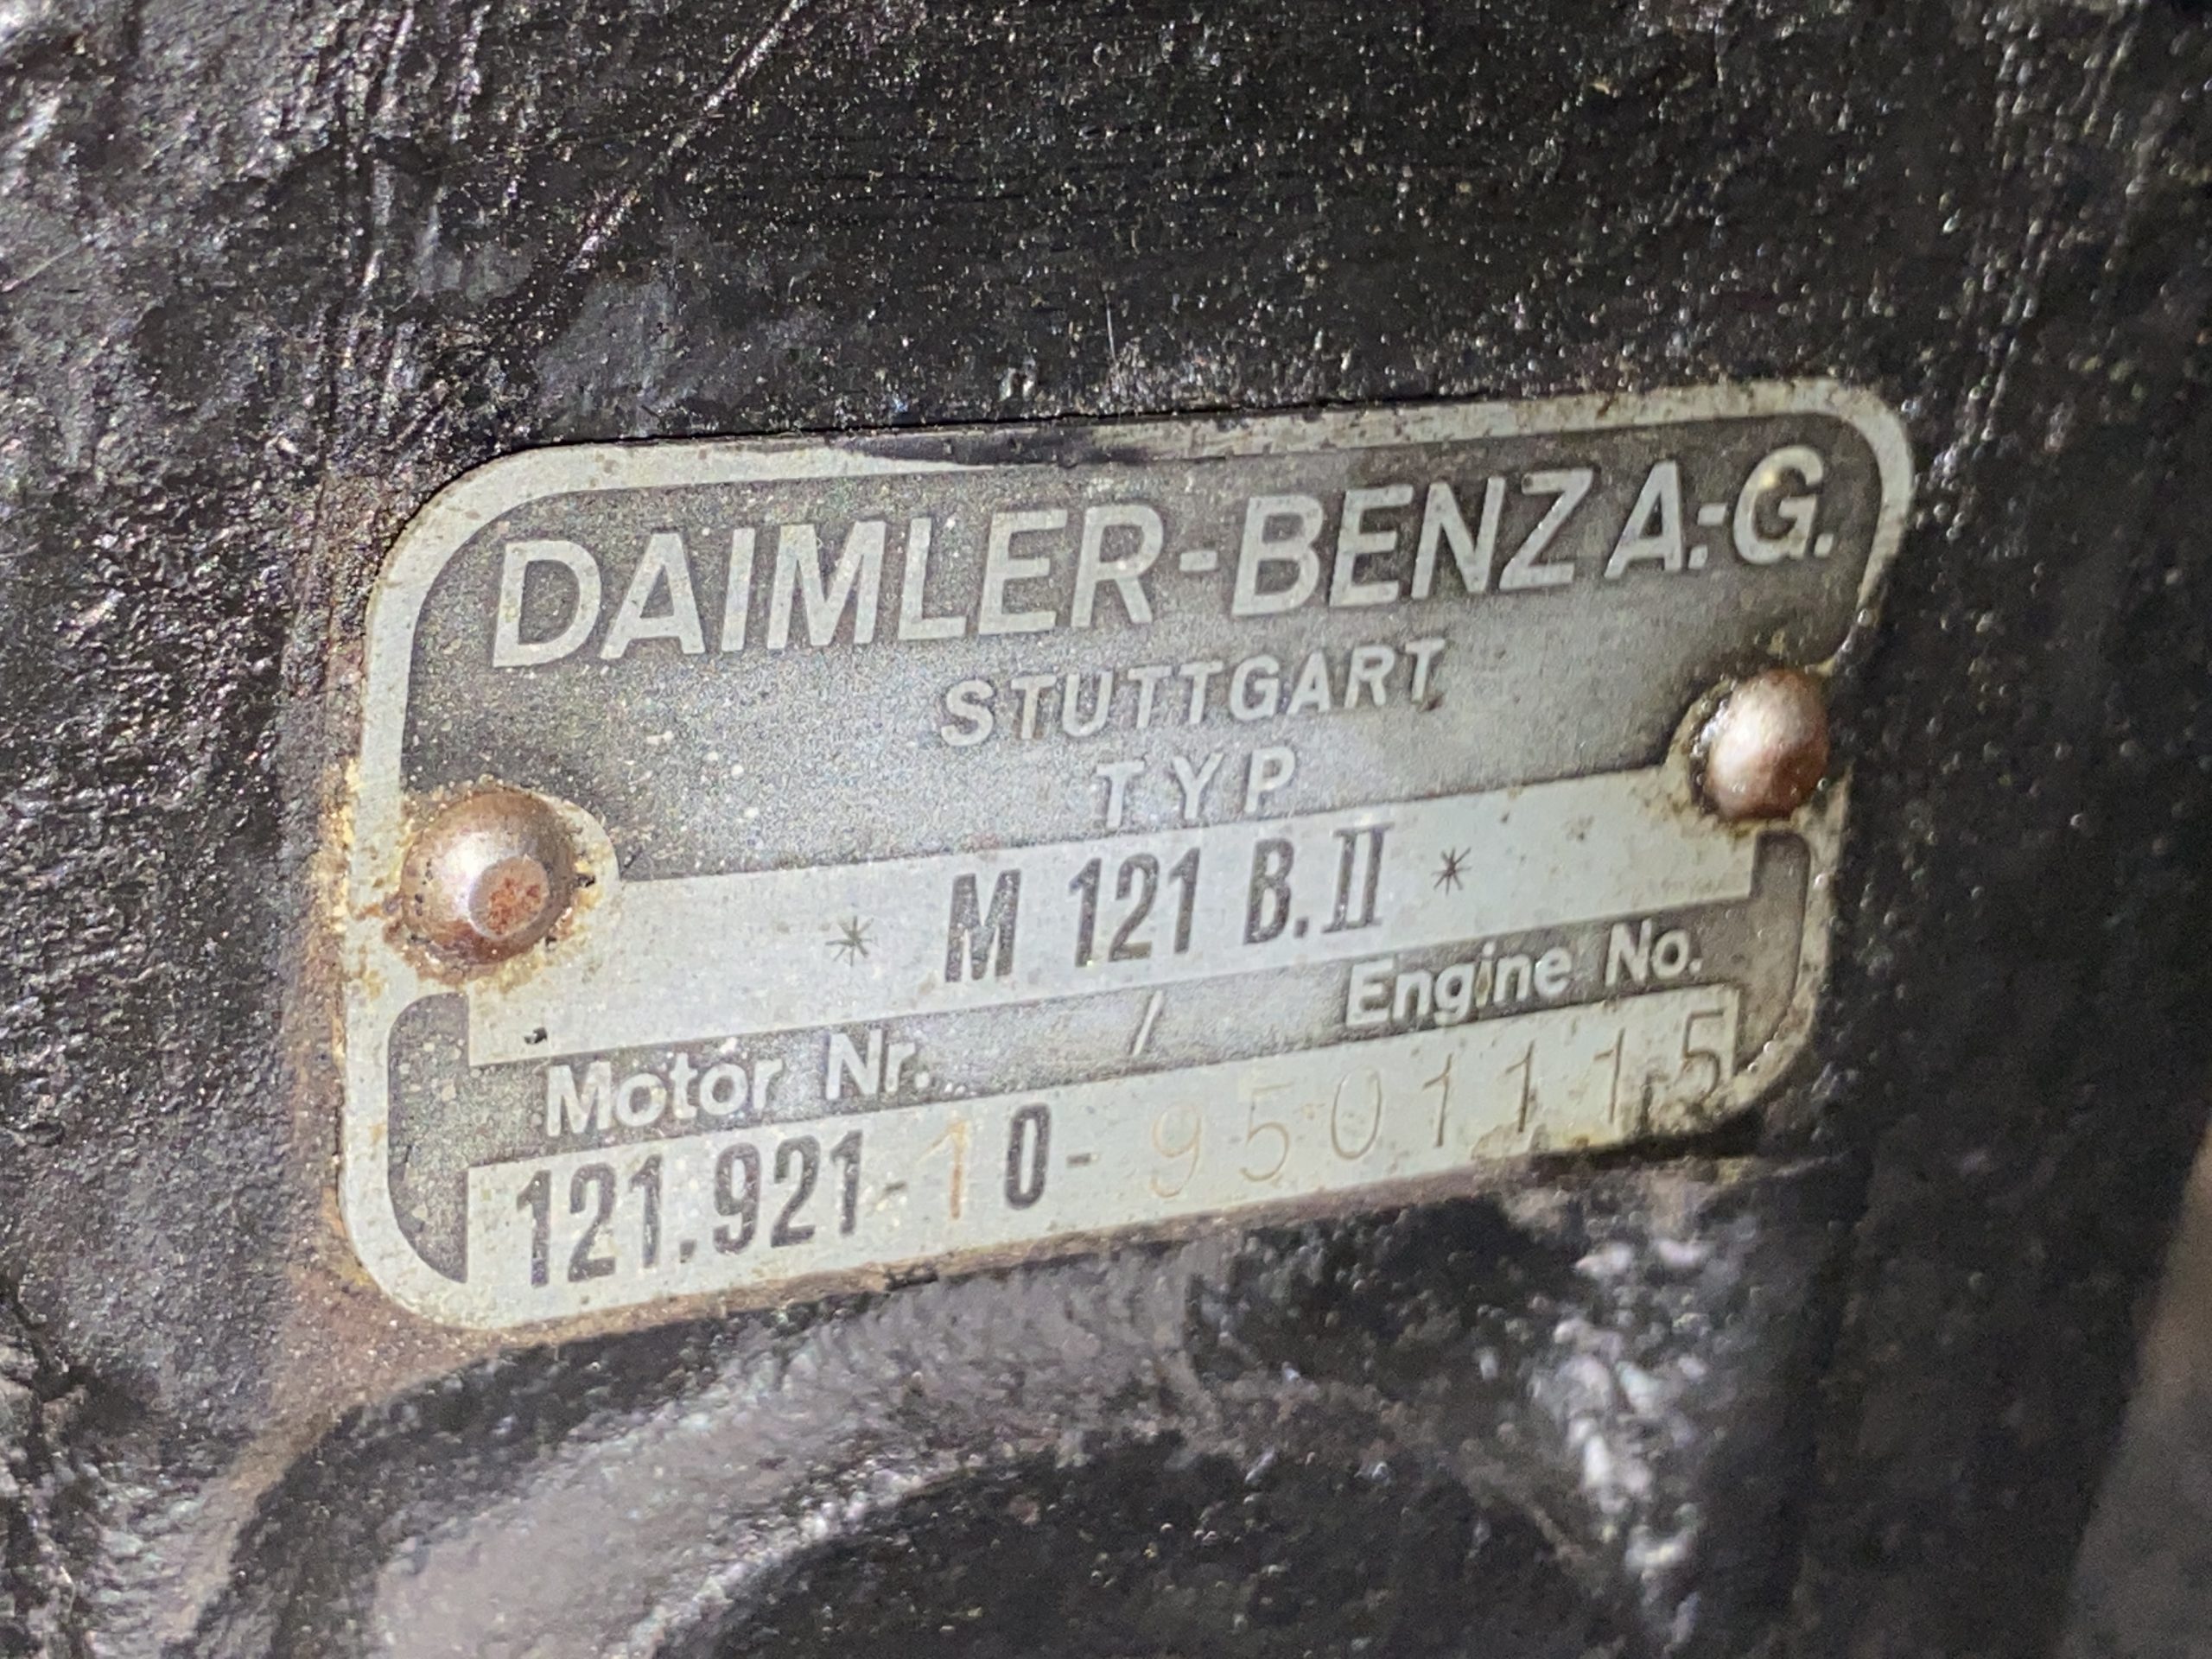 DAIMLER-BENZ A.-G.
STUTTGART
TYP
* M 121 B.II *
Motor Nr. / Engine No.
121.921-10-9501115